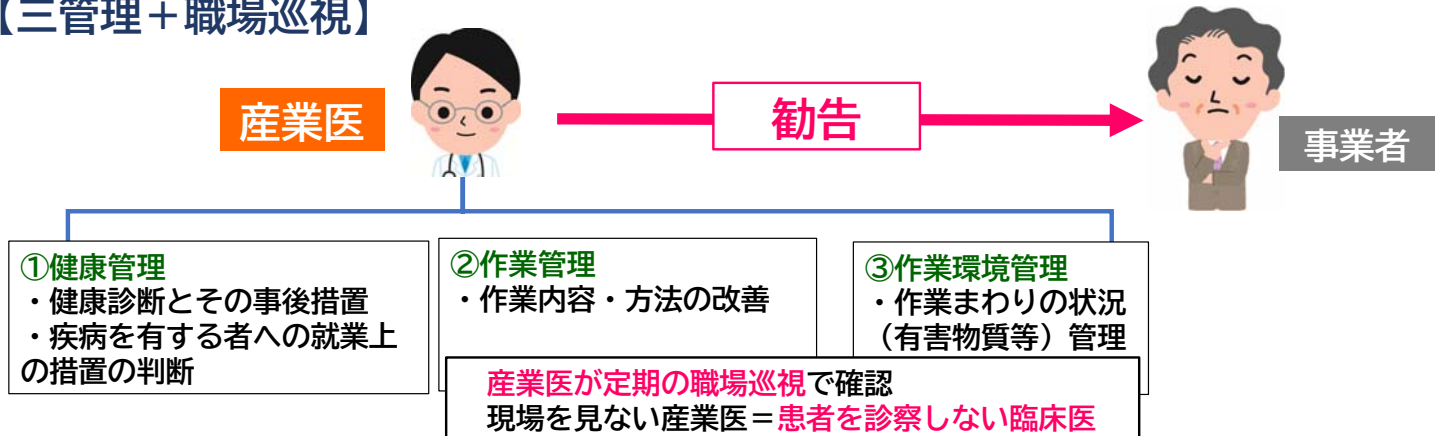 【三管理＋職場巡視】
産業医
勧告
事業者
①健康管理
・健康診断とその事後措置
・疾病を有する者への就業上
の措置の判断
②作業管理
・作業内容・方法の改善
③作業環境管理
・作業まわりの状況
（有害物質等）管理
産業医が定期の職場巡視で確認
現場を見ない産業医＝患者を診察しない臨床医